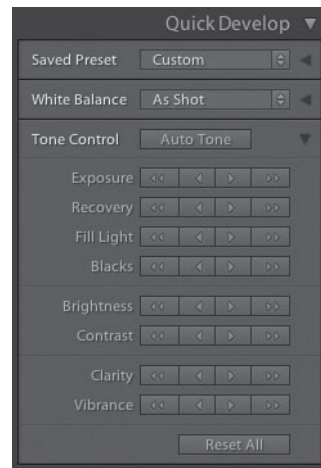 Quick Develop
Saved Preset Custom
White Balance As Shot
Tone Control Auto Tone
Exposure
Recovery
Fill Light
Blacks
Brightness
Contrast
Clarity
Vibrance
Reset All